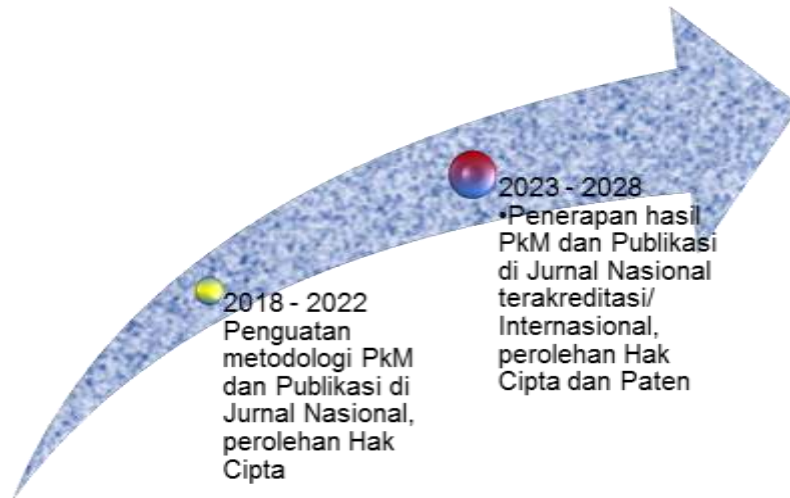 2018 - 2022
Penguatan
metodologi PkM
dan Publikasi di
Jurnal Nasional,
perolehan Hak
Cipta
2023 - 2028
•Penerapan hasil
PkM dan Publikasi
di Jurnal Nasional
terakreditasi/
Internasional,
perolehan Hak
Cipta dan Paten